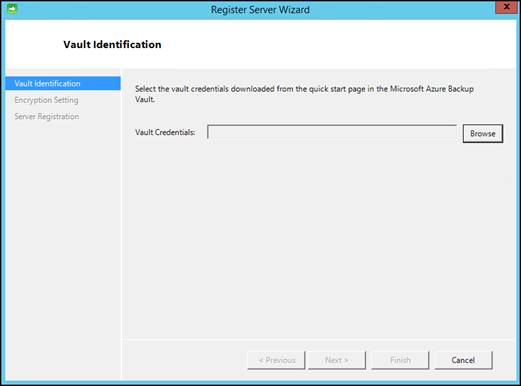 Register Server Wizard
Vault Identification
Vault Identification
Encryption Setting
Server Registration
Select the vault credentials downloaded from the quick start page in the Microsoft Azure Backup
Vault.
Vault Credentials:
Browse
< Previous
Next >
Finish
Cancel